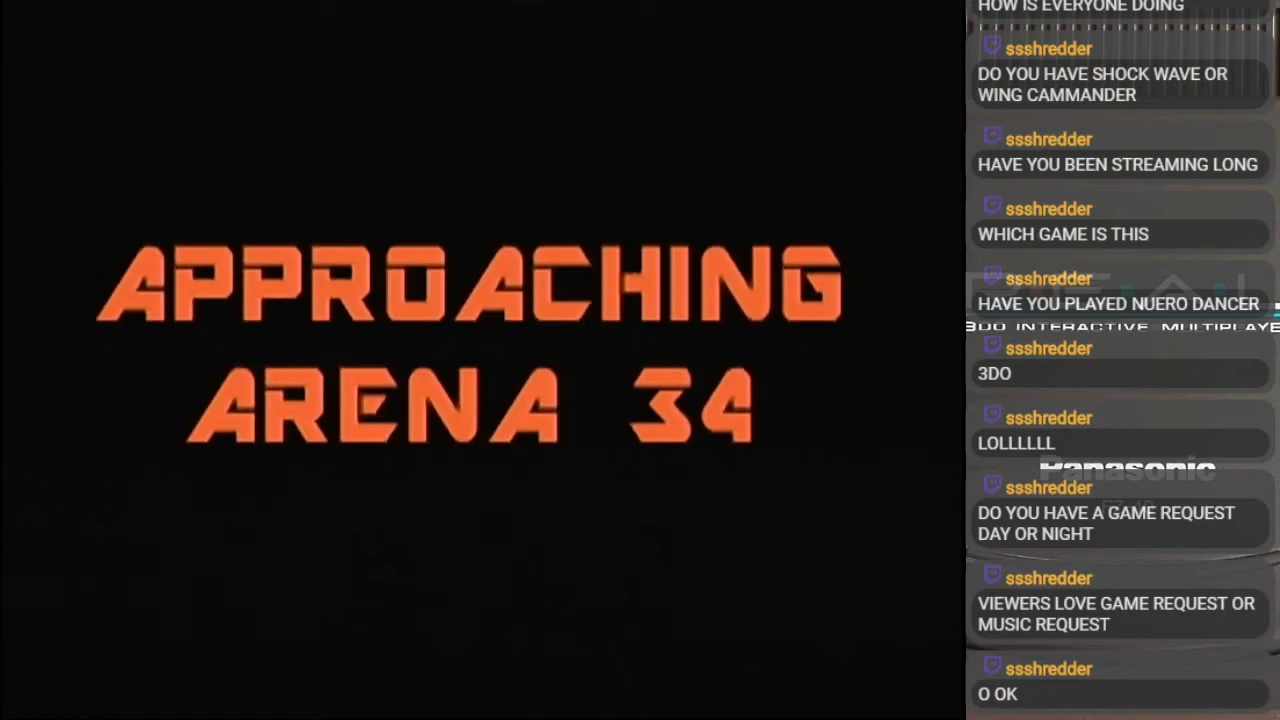 APPROACHING
ARENA 34
HOW IS EVERYONE DOING
ssshredder
DO YOU HAVE SHOCK WAVE OR
WING CAMMANDER
ssshredder
HAVE YOU BEEN STREAMING LONG
ssshredder
WHICH GAME IS THIS
ssshredder
HAVE YOU PLAYED NUERO DANCER
3DO INTERACTIVE MULTIPLAYE
ssshredder
3DO
ssshredder
LOLLLLLL
Panasonic
ssshredder
DO YOU HAVE A GAME REQUEST
DAY OR NIGHT
ssshredder
VIEWERS LOVE GAME REQUEST OR
MUSIC REQUEST
ssshredder
O OK